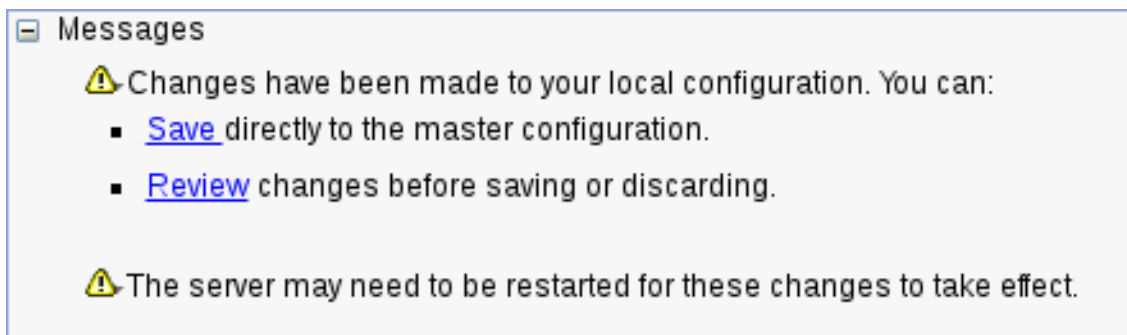 Messages
Changes have been made to your local configuration. You can:
Save directly to the master configuration.
Review changes before saving or discarding.
The server may need to be restarted for these changes to take effect.